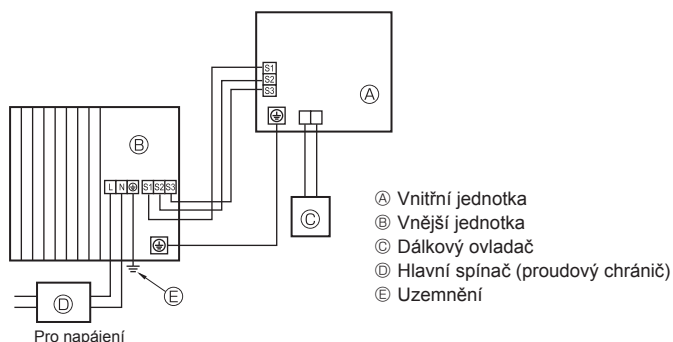 S1
S2
S3
Ⓐ
Ⓑ
L N S1 S2 S3
Ⓒ
Ⓓ
Ⓔ
Pro napájení
Ⓐ Vnitřní jednotka
Ⓑ Vnější jednotka
Ⓒ Dálkový ovladač
Ⓓ Hlavní spínač (proudový chránič)
Ⓔ Uzemnění